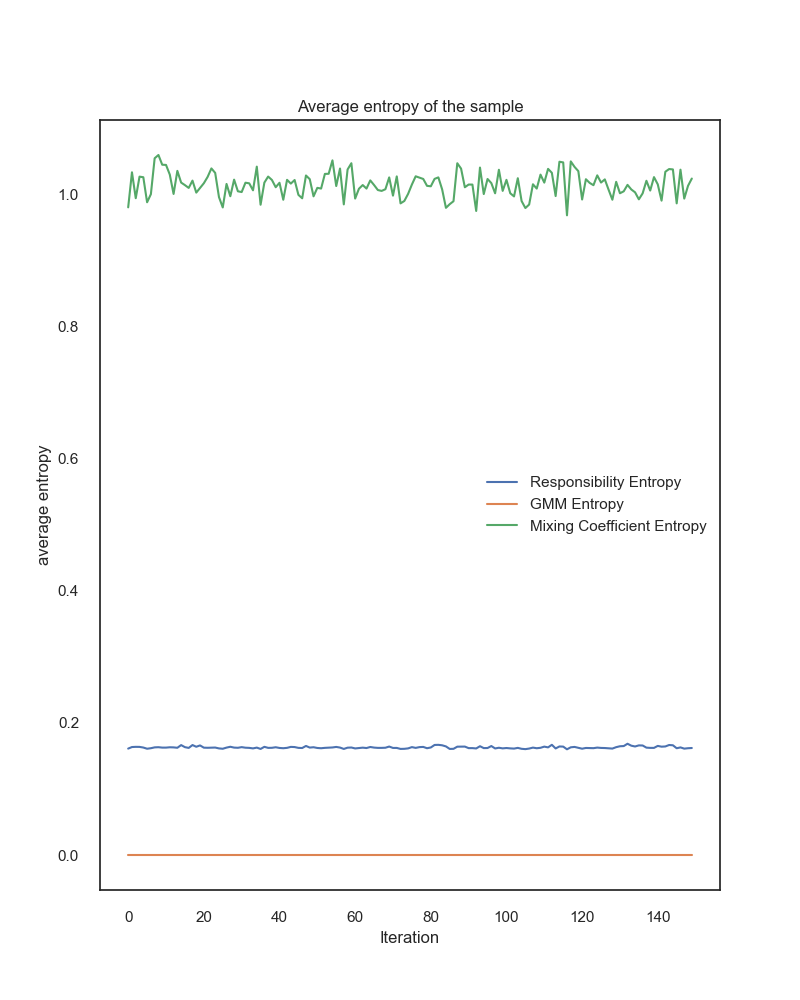 Average entropy of the sample
1.0
0.8
0.6
0.4
0.2
0.0
average entropy
Responsibility Entropy
GMM Entropy
Mixing Coefficient Entropy
0 20 40 60 80 100 120 140
Iteration